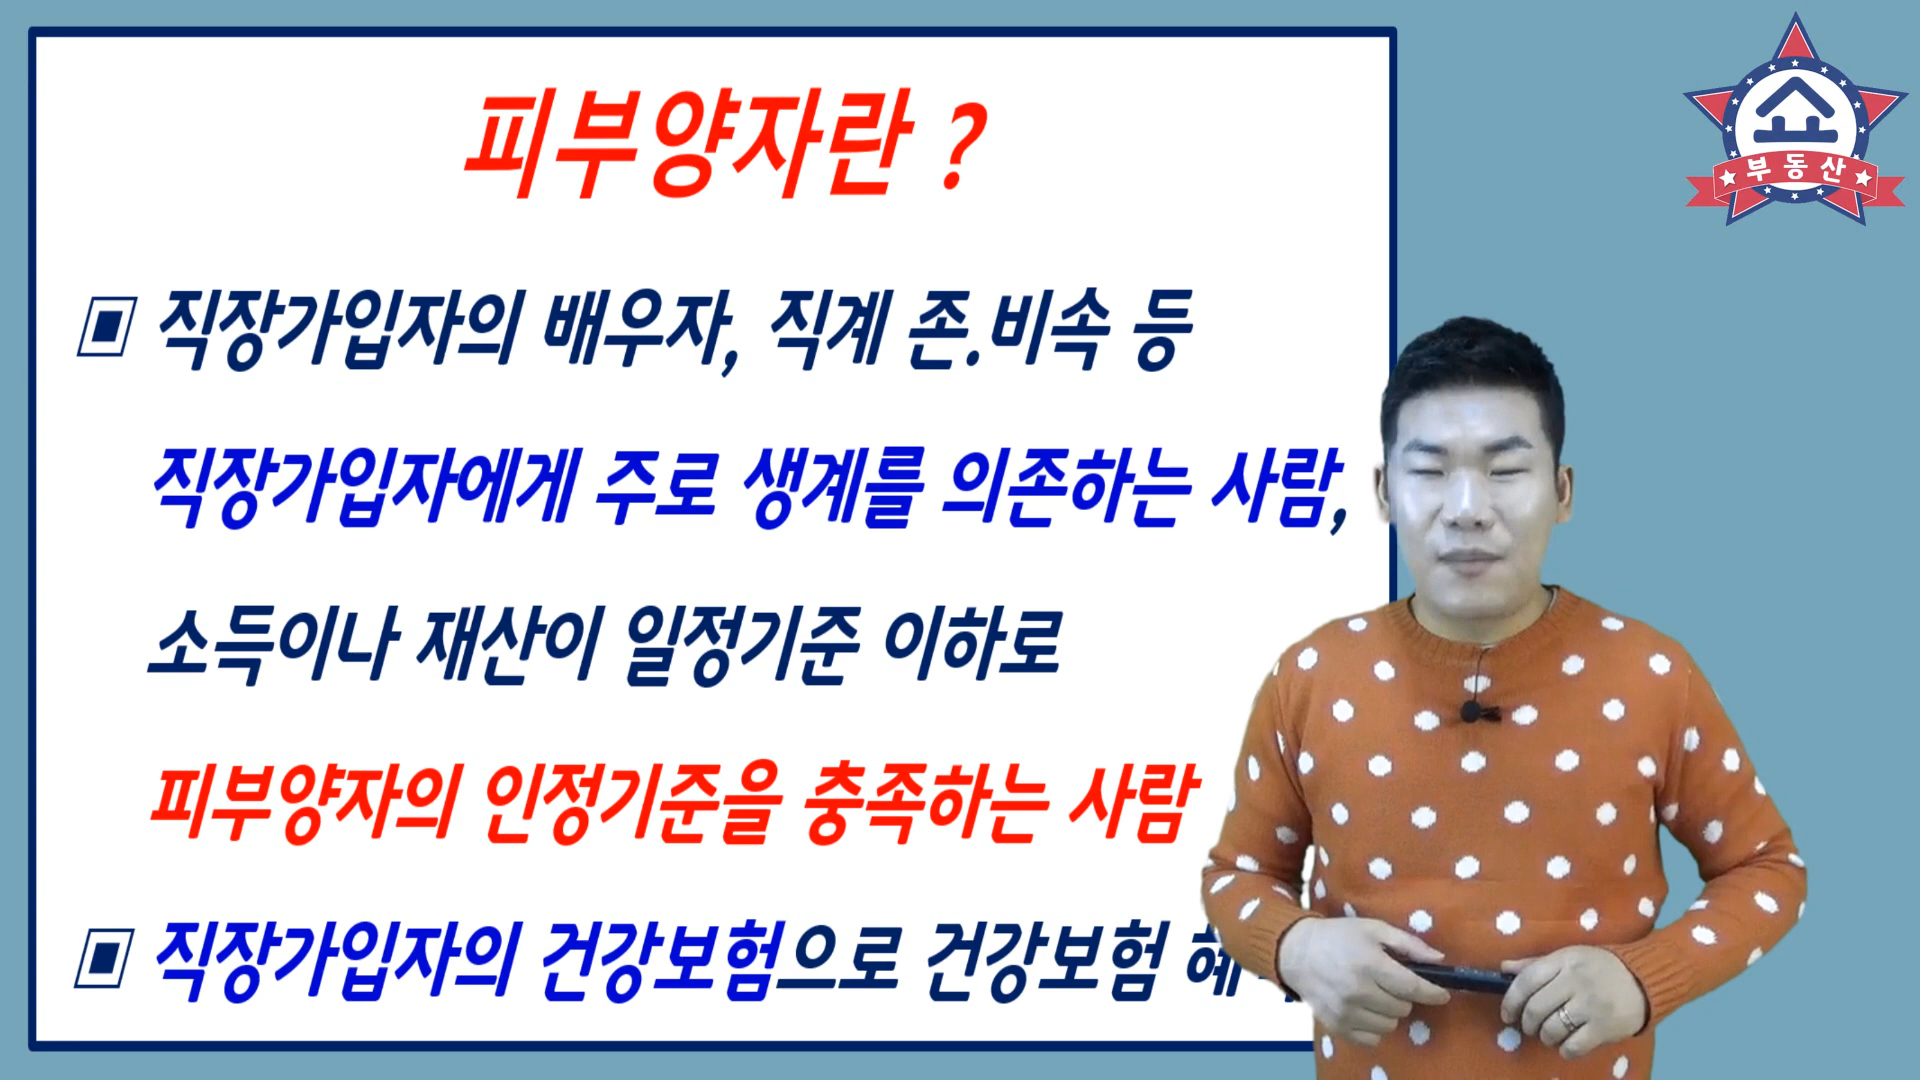 피부양자란 ?
▣ 직장가입자의 배우자, 직계 존.비속 등
직장가입자에게 주로 생계를 의존하는 사람,
소득이나 재산이 일정기준 이하로
피부양자의 인정기준을 충족하는 사람
▣ 직장가입자의 건강보험으로 건강보험
쇼
부동산